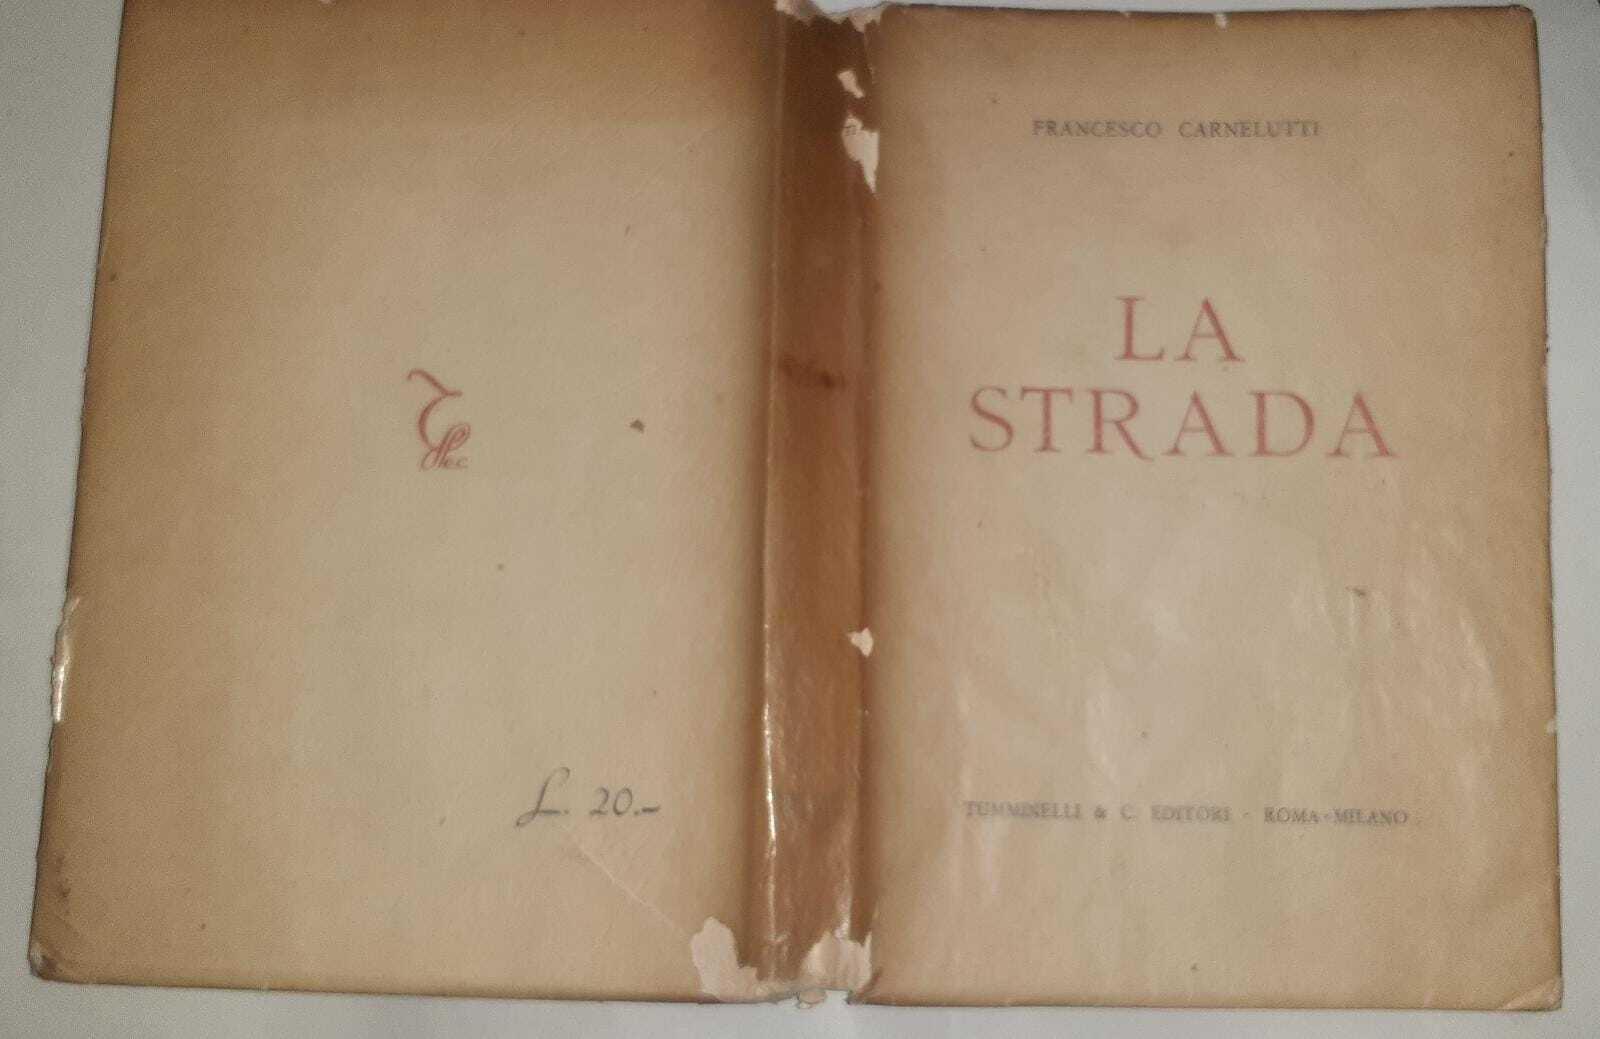 FRANCESCO CARNELUTTI
LA
STRADA
TUMMINELLI & C. EDITORI - ROMA-MILANO
L. 20.-